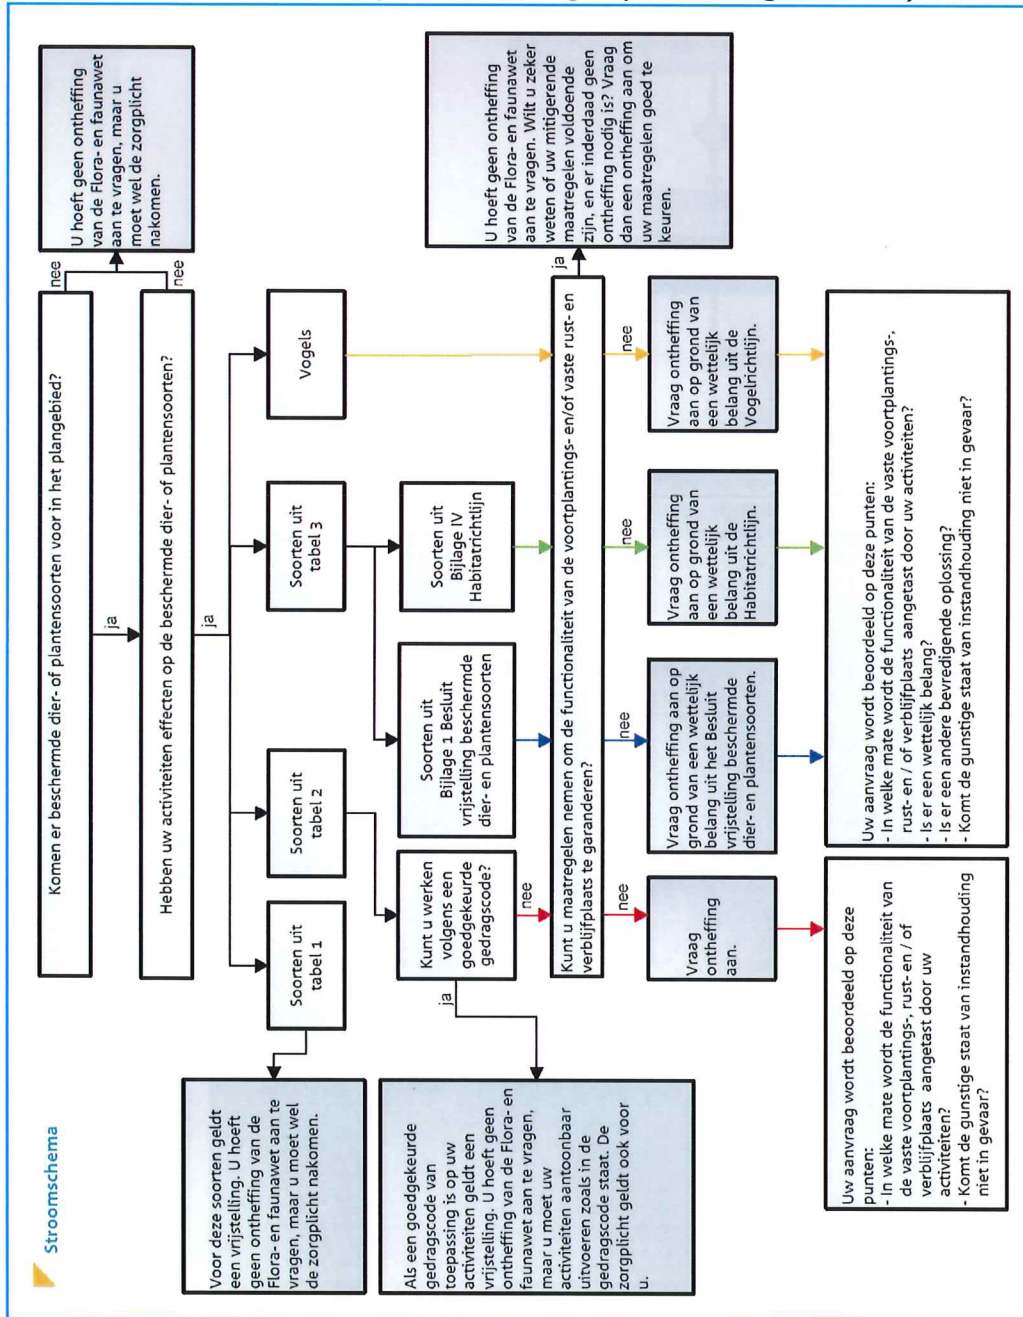 Stroomschema
Komen er beschermde dier- of plantensoorten voor in het plangebied?
nee
ja
U hoeft geen ontheffing
van de Flora- en faunawet
aan te vragen, maar u
moet wel de zorgplicht
nakomen.
Hebben uw activiteiten effecten op de beschermde dier- of plantensoorten?
nee
ja
Soorten uit
tabel 1
Soorten uit
tabel 2
Soorten uit
tabel 3
Vogels
Voor deze soorten geldt
een vrijstelling. U hoeft
geen ontheffing van de
Flora- en faunawet aan te
vragen, maar u moet wel
de zorgplicht nakomen.
Kunt u werken
volgens een
goedgekeurde
gedragscode?
ja
nee
Soorten uit
Bijlage 1 Besluit
vrijstelling beschermde
dier- en plantensoorten
Soorten uit
Bijlage IV
Habitatrichtlijn
Als een goedgekeurde
gedragscode van
toepassing is op uw
activiteiten geldt een
vrijstelling. U hoeft geen
ontheffing van de Flora- en
faunawet aan te vragen,
maar u moet uw
activiteiten aantoonbaar
uitvoeren zoals in de
gedragscode staat. De
zorgplicht geldt ook voor
u.
Kunt u maatregelen nemen om de functionaliteit van de voortplantings- en/of vaste rust- en
verblijfplaats te garanderen?
ja
U hoeft geen ontheffing
van de Flora- en faunawet
aan te vragen. Wilt u zeker
weten of uw mitigerende
maatregelen voldoende
zijn, en er inderdaad geen
ontheffing nodig is? Vraag
dan een ontheffing aan om
uw maatregelen goed te
keuren.
nee
nee
nee
nee
Vraag
ontheffing
aan.
Vraag ontheffing aan op
grond van een wettelijk
belang uit het Besluit
vrijstelling beschermde
dier- en plantensoorten.
Vraag ontheffing
aan op grond van
een wettelijk
belang uit de
Habitatrichtlijn.
Vraag ontheffing
aan op grond van
een wettelijk
belang uit de
Vogelrichtlijn.
Uw aanvraag wordt beoordeeld op deze
punten:
- In welke mate wordt de functionaliteit van
de vaste voortplantings-, rust- en / of
verblijfplaats aangetast door uw
activiteiten?
- Komt de gunstige staat van instandhouding
niet in gevaar?
Uw aanvraag wordt beoordeeld op deze punten:
- In welke mate wordt de functionaliteit van de vaste voortplantings-,
rust- en / of verblijfplaats aangetast door uw activiteiten?
- Is er een wettelijk belang?
- Is er een andere bevredigende oplossing?
- Komt de gunstige staat van instandhouding niet in gevaar?